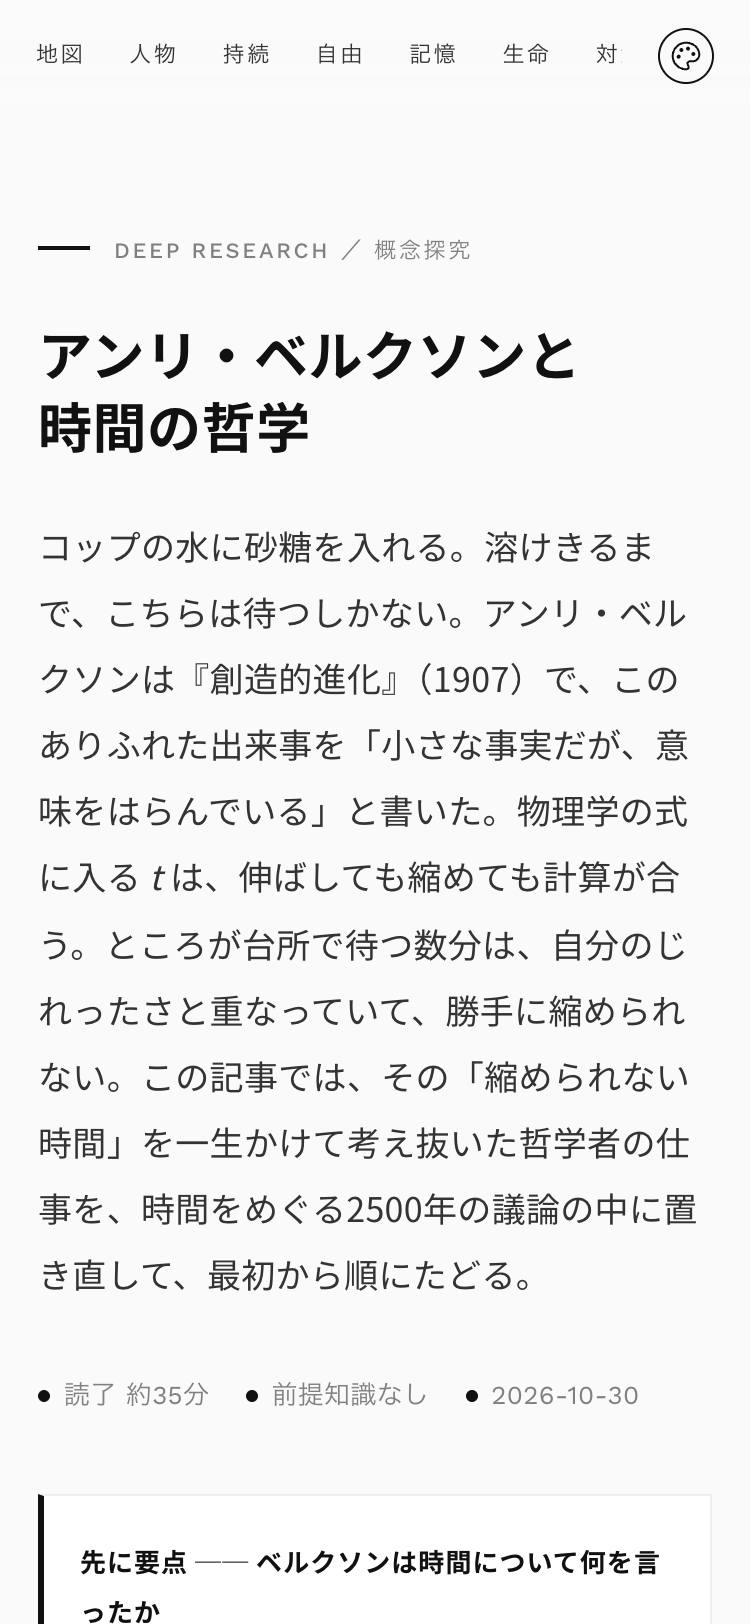 地図 人物 持続 自由 記憶 生命 対
DEEP RESEARCH ／ 概念探究
アンリ・ベルクソンと
時間の哲学
コップの水に砂糖を入れる。溶けきるま
で、こちらは待つしかない。アンリ・ベル
クソンは『創造的進化』（1907）で、この
ありふれた出来事を「小さな事実だが、意
味をはらんでいる」と書いた。物理学の式
に入る t は、伸ばしても縮めても計算が合
う。ところが台所で待つ数分は、自分のじ
れったさと重なっていて、勝手に縮められ
ない。この記事では、その「縮められない
時間」を一生かけて考え抜いた哲学者の仕
事を、時間をめぐる2500年の議論の中に置
き直して、最初から順にたどる。
読了 約35分 前提知識なし 2026-10-30
先に要点 ―― ベルクソンは時間について何を言
ったか